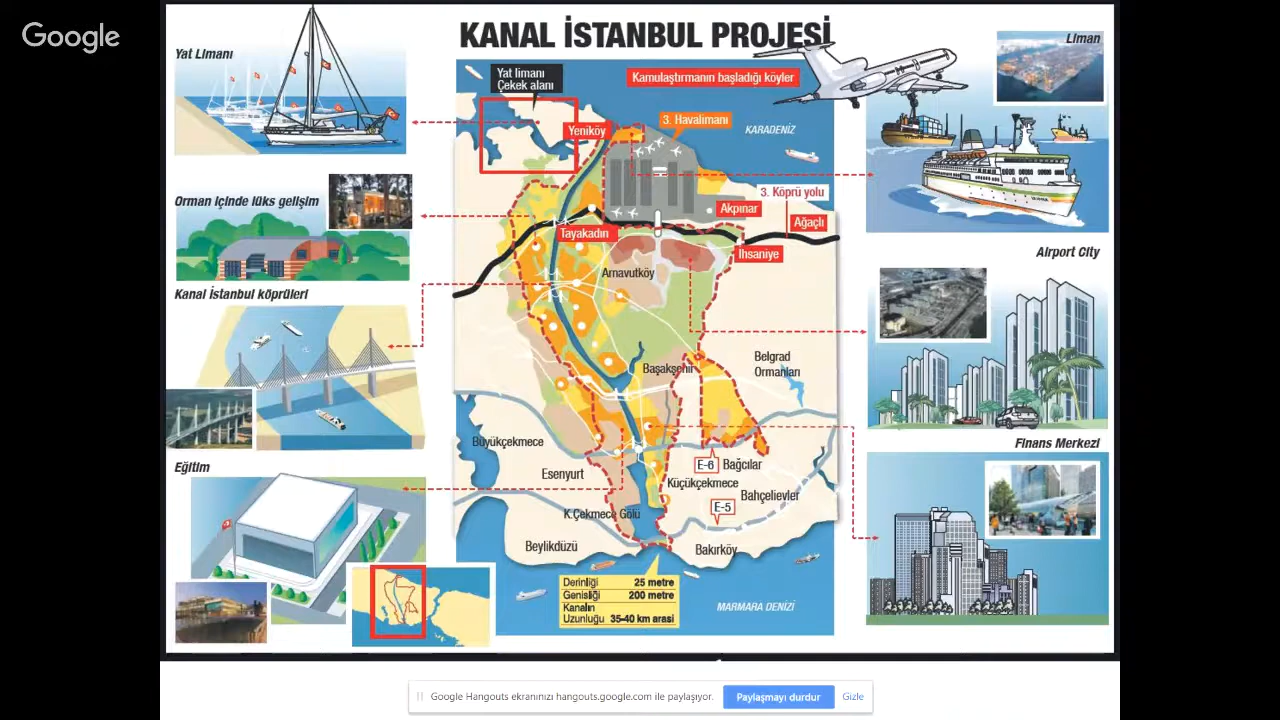 Google
KANAL İSTANBUL PROJESİ
Yat Limanı
Yat limanı
Çekek alanı
Kamulaştırmanın başladığı köyler
Liman
Yeniköy
3. Havalimanı
KARADENİZ
3. Köprü yolu
Orman içinde lüks gelişim
Akpınar
Ağaçlı
Tayakadın
İhsaniye
Airport City
Arnavutköy
Kanal İstanbul köprüleri
Belgrad
Ormanları
Başakşehir
Büyükçekmece
Finans Merkezi
Eğitim
Esenyurt
E-6
Bağcılar
Küçükçekmece
Bahçelievler
E-5
K.Çekmece Gölü
Beylikdüzü
Bakırköy
Derinliği 25 metre
Genişliği 200 metre
Kanalın
Uzunluğu 35-40 km arası
MARMARA DENİZİ
Google Hangouts ekranınızı hangouts.google.com ile paylaşıyor.
Paylaşmayı durdur
Gizle